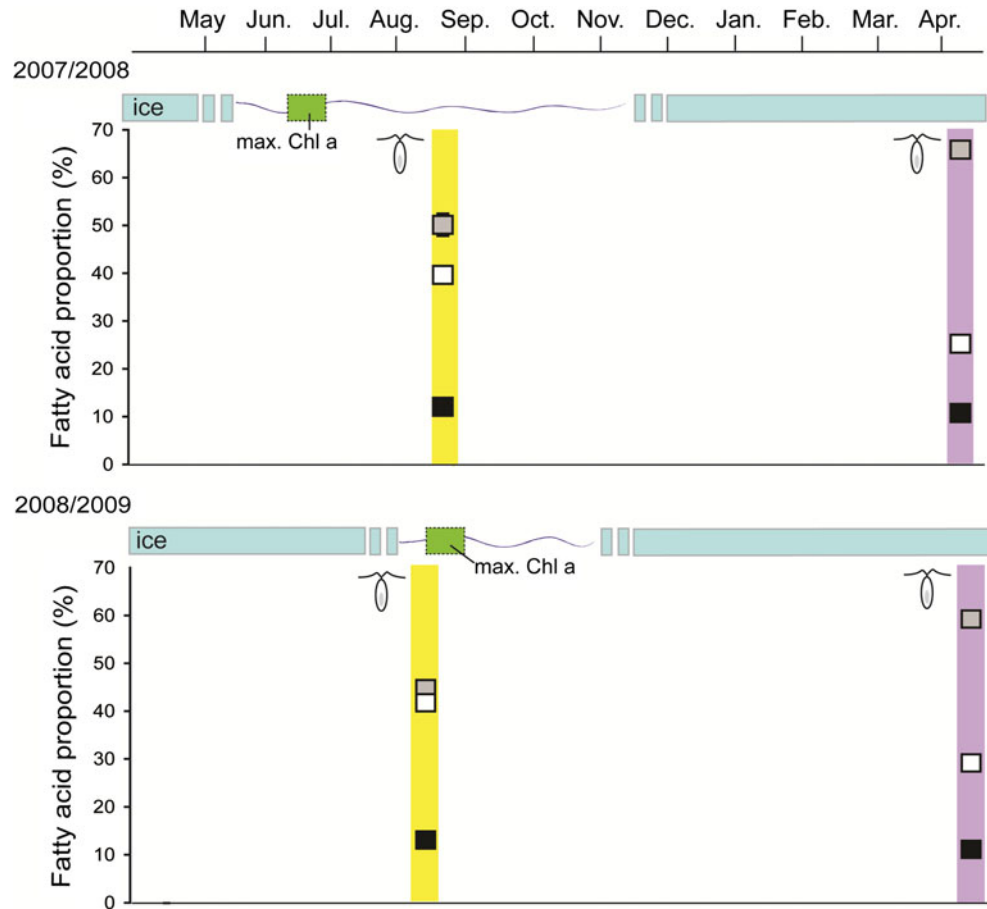 May Jun. Jul. Aug. Sep. Oct. Nov. Dec. Jan. Feb. Mar. Apr.
2007/2008
ice
max. Chl a
Fatty acid proportion (%)
70
60
50
40
30
20
10
0
2008/2009
ice
max. Chl a
Fatty acid proportion (%)
70
60
50
40
30
20
10
0